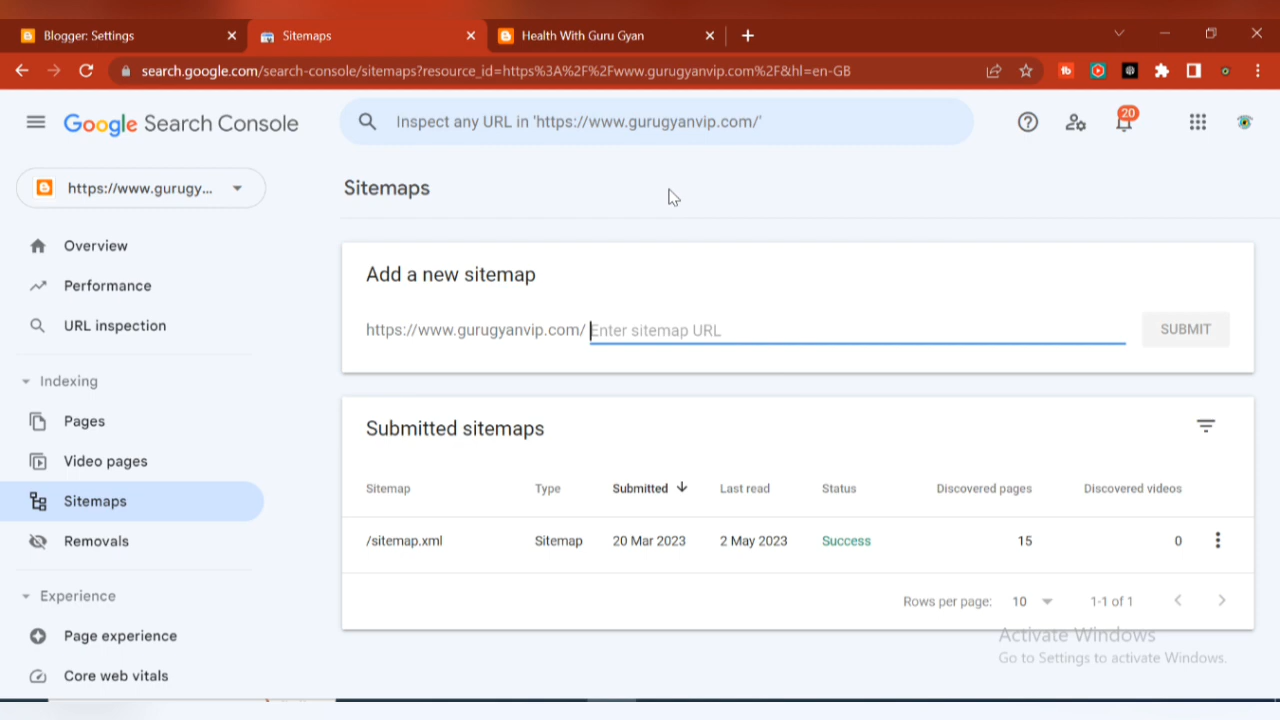 Blogger: Settings
Sitemaps
Health With Guru Gyan
search.google.com/search-console/sitemaps?resource_id=https%3A%2F%2Fwww.gurugyanvip.com%2F&hl=en-GB
Google Search Console
Inspect any URL in 'https://www.gurugyanvip.com/'
20
https://www.gurugy...
Sitemaps
Overview
Performance
URL inspection
Indexing
Pages
Video pages
Sitemaps
Removals
Experience
Page experience
Core web vitals
Add a new sitemap
https://www.gurugyanvip.com/ Enter sitemap URL
SUBMIT
Submitted sitemaps
Sitemap Type Submitted Last read Status Discovered pages Discovered videos
/sitemap.xml Sitemap 20 Mar 2023 2 May 2023 Success 15 0
Rows per page: 10 1-1 of 1
Activate Windows
Go to Settings to activate Windows.